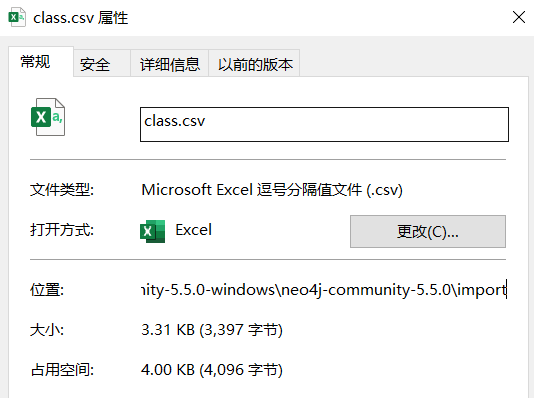 class.csv 属性
常规 安全 详细信息 以前的版本
class.csv
文件类型: Microsoft Excel 逗号分隔值文件 (.csv)
打开方式: Excel 更改(C)...
位置: nity-5.5.0-windows\neo4j-community-5.5.0\import
大小: 3.31 KB (3,397 字节)
占用空间: 4.00 KB (4,096 字节)